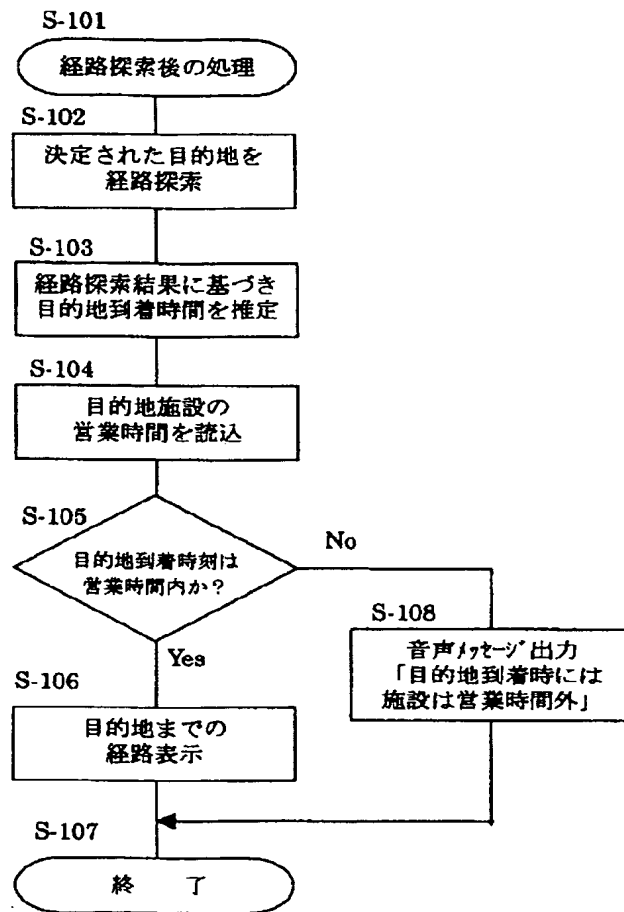 S-101
経路探索後の処理
S-102
決定された目的地を
経路探索
S-103
経路探索結果に基づき
目的地到着時間を推定
S-104
目的地施設の
営業時間を読込
S-105
目的地到着時刻は
営業時間内か?
No
Yes
S-108
音声メッセージ出力
「目的地到着時には
施設は営業時間外」
S-106
目的地までの
経路表示
S-107
終 了